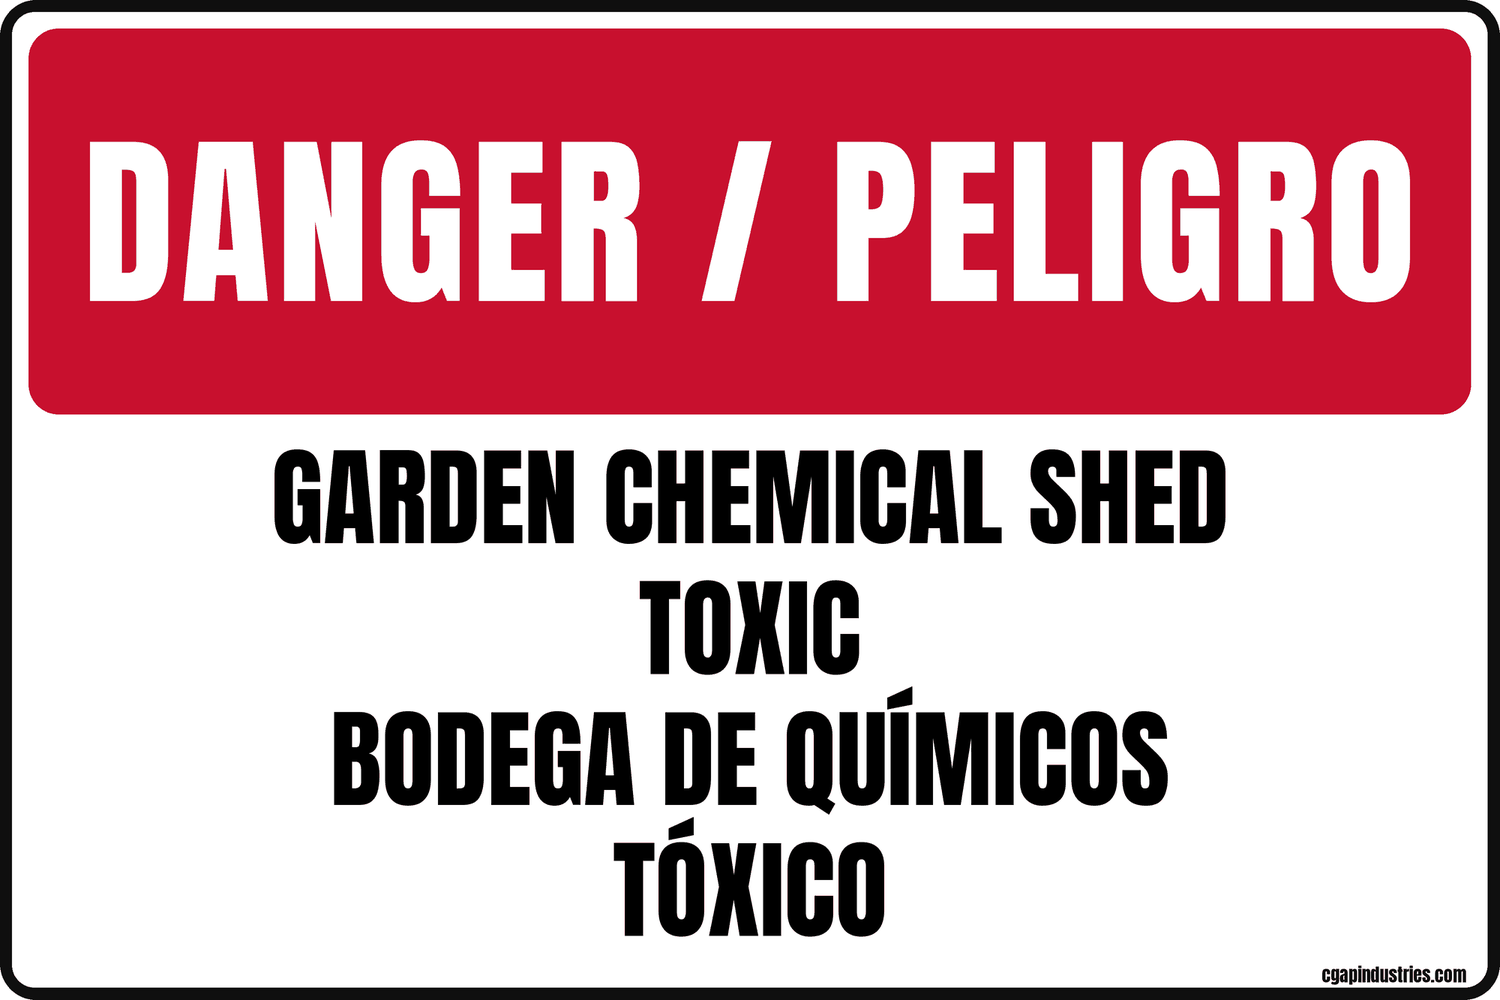 DANGER / PELIGRO
GARDEN CHEMICAL SHED
TOXIC
BODEGA DE QUÍMICOS
TÓXICO
cgapindustries.com